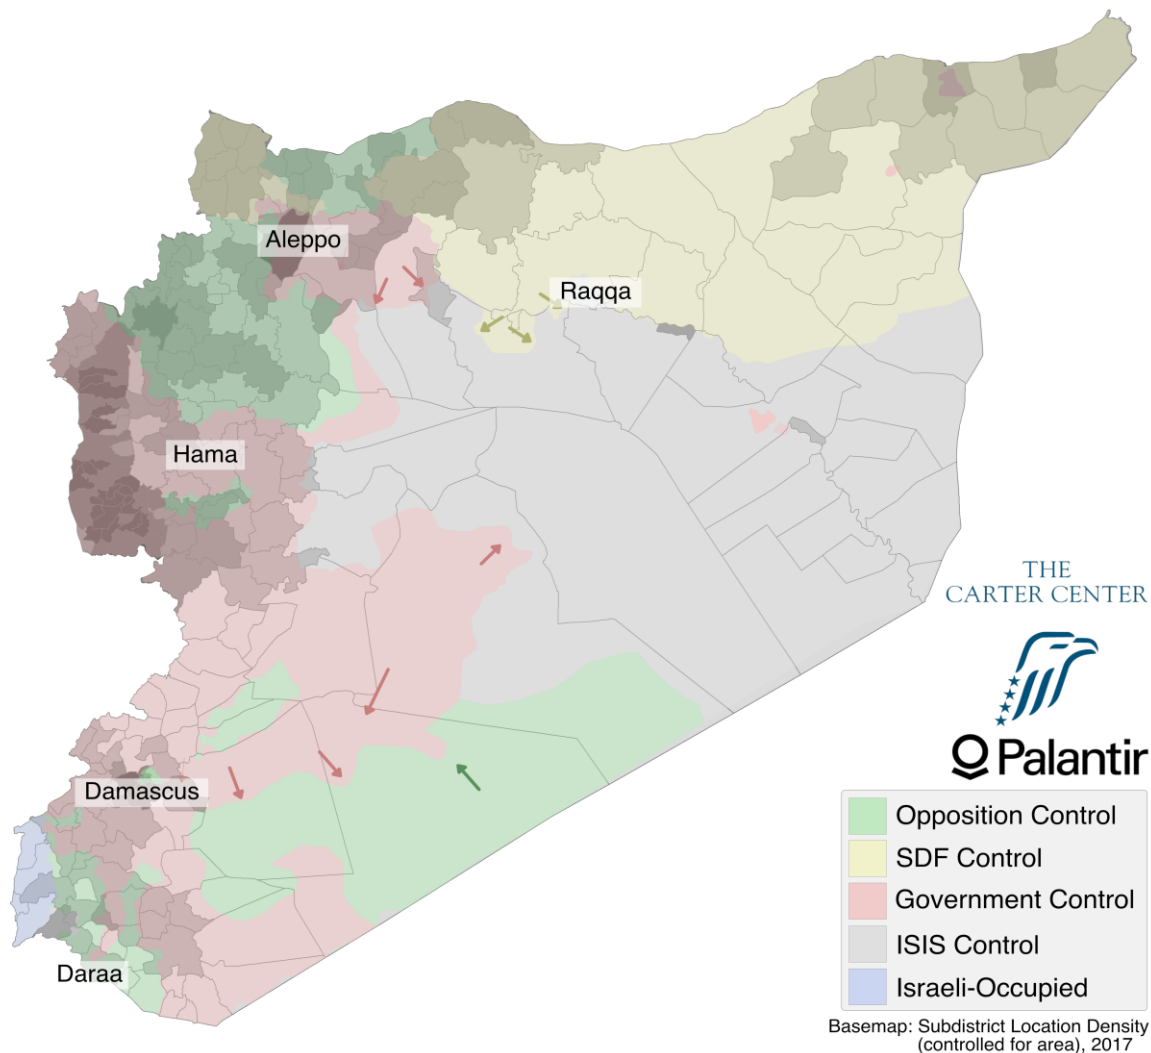 Aleppo
Raqqa
Hama
Damascus
Daraa
THE
CARTER CENTER
Palantir
Opposition Control
SDF Control
Government Control
ISIS Control
Israeli-Occupied
Basemap: Subdistrict Location Density
(controlled for area), 2017